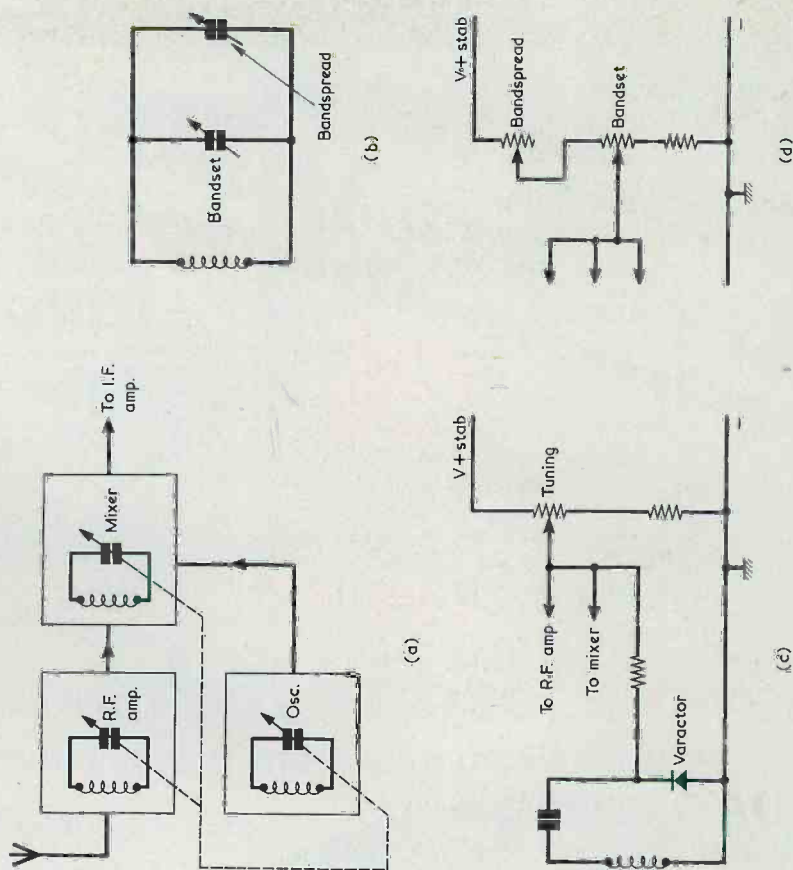 R.F.
amp.
Mixer
To I.F.
amp.
Osc.
(a)
Bandset
Bandspread
(b)
V+ stab
Tuning
To R.F. amp
To mixer
Varactor
−
(c)
V+ stab
Bandspread
Bandset
−
(d)